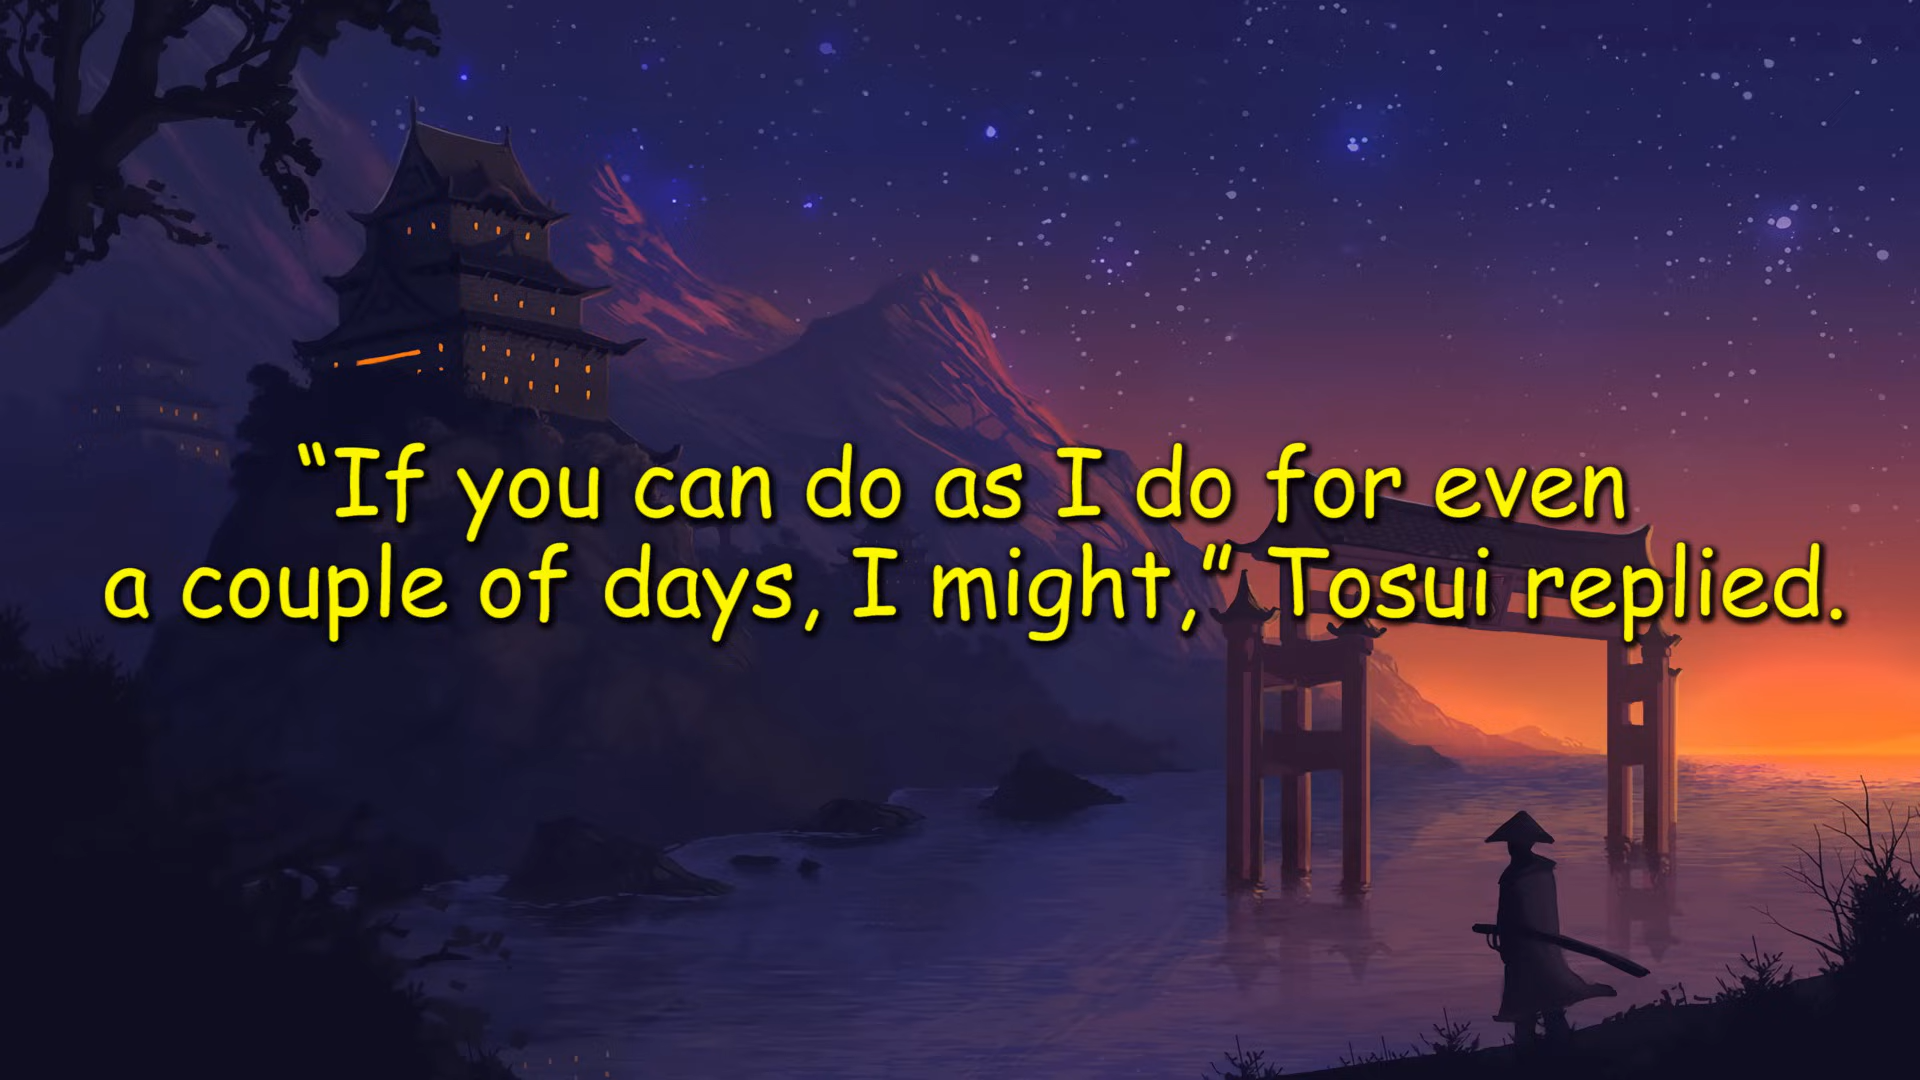 “If you can do as I do for even
a couple of days, I might,” Tosui replied.